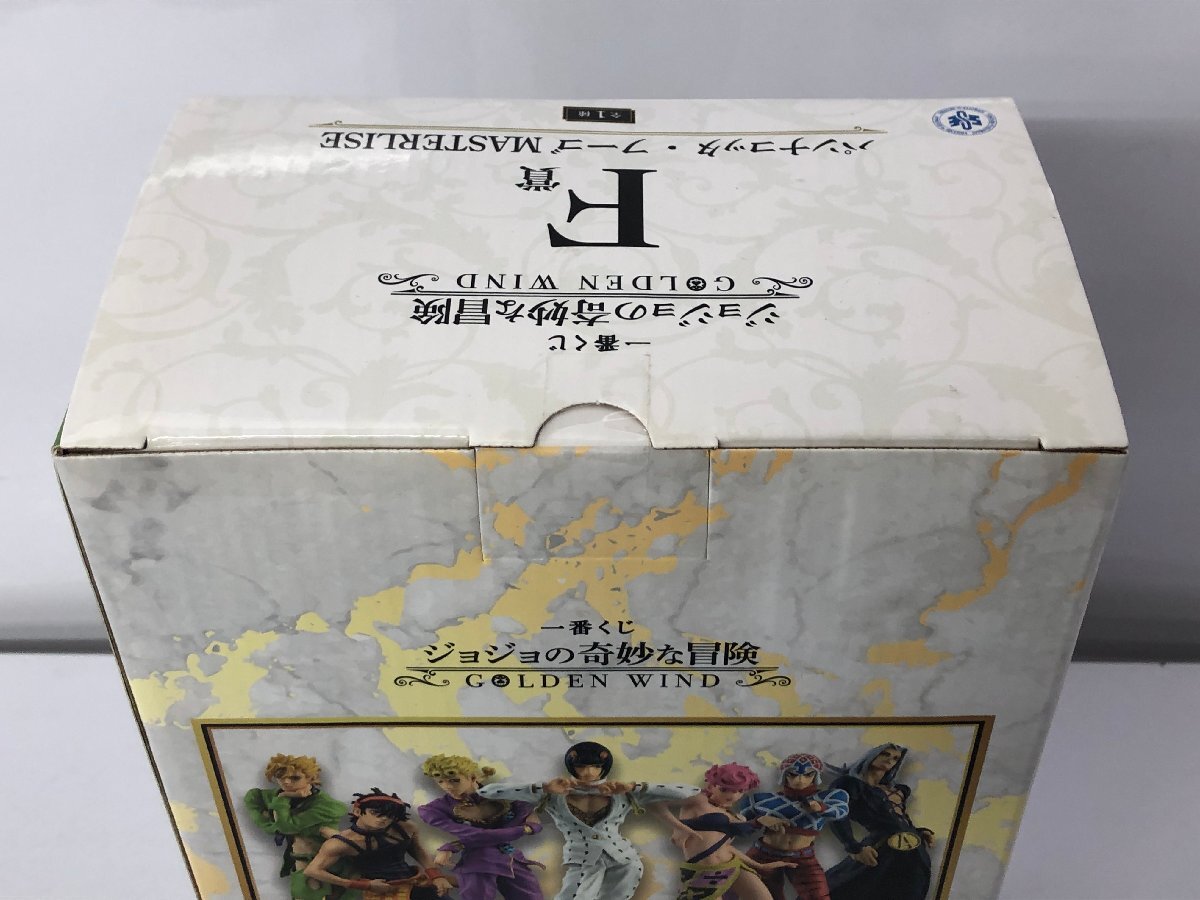 一番くじ
ジョジョの奇妙な冒険
GOLDEN WIND
F賞
パンナコッタ・フーゴ MASTERLISE
全1種
一番くじ
ジョジョの奇妙な冒険
GOLDEN WIND